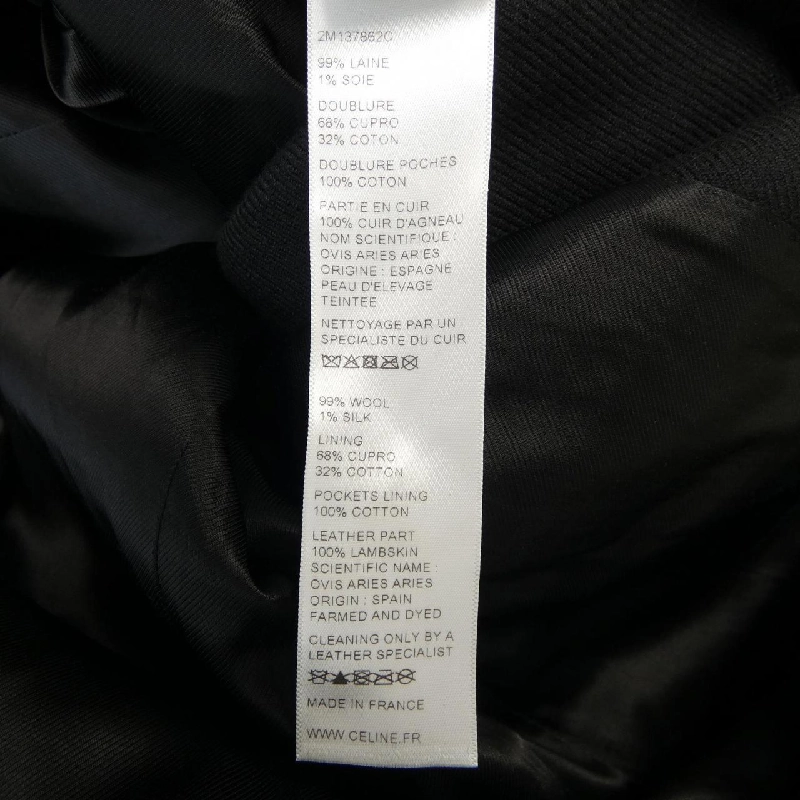 2M137862C
99% LAINE
1% SOIE
DOUBLURE
68% CUPRO
32% COTON
DOUBLURE POCHES
100% COTON
PARTIE EN CUIR
100% CUIR D'AGNEAU
NOM SCIENTIFIQUE :
OVIS ARIES ARIES
ORIGINE : ESPAGNE
PEAU D'ELEVAGE
TEINTEE
NETTOYAGE PAR UN
SPECIALISTE DU CUIR
99% WOOL
1% SILK
LINING
68% CUPRO
32% COTTON
POCKETS LINING
100% COTTON
LEATHER PART
100% LAMBSKIN
SCIENTIFIC NAME :
OVIS ARIES ARIES
ORIGIN : SPAIN
FARMED AND DYED
CLEANING ONLY BY A
LEATHER SPECIALIST
MADE IN FRANCE
WWW.CELINE.FR